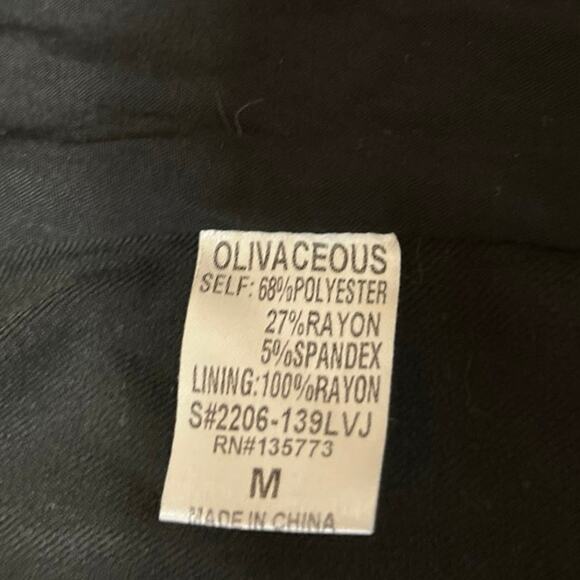 OLIVACEOUS
SELF: 68%POLYESTER
27%RAYON
5%SPANDEX
LINING:100%RAYON
S#2206-139LVJ
RN#135773
M
MADE IN CHINA